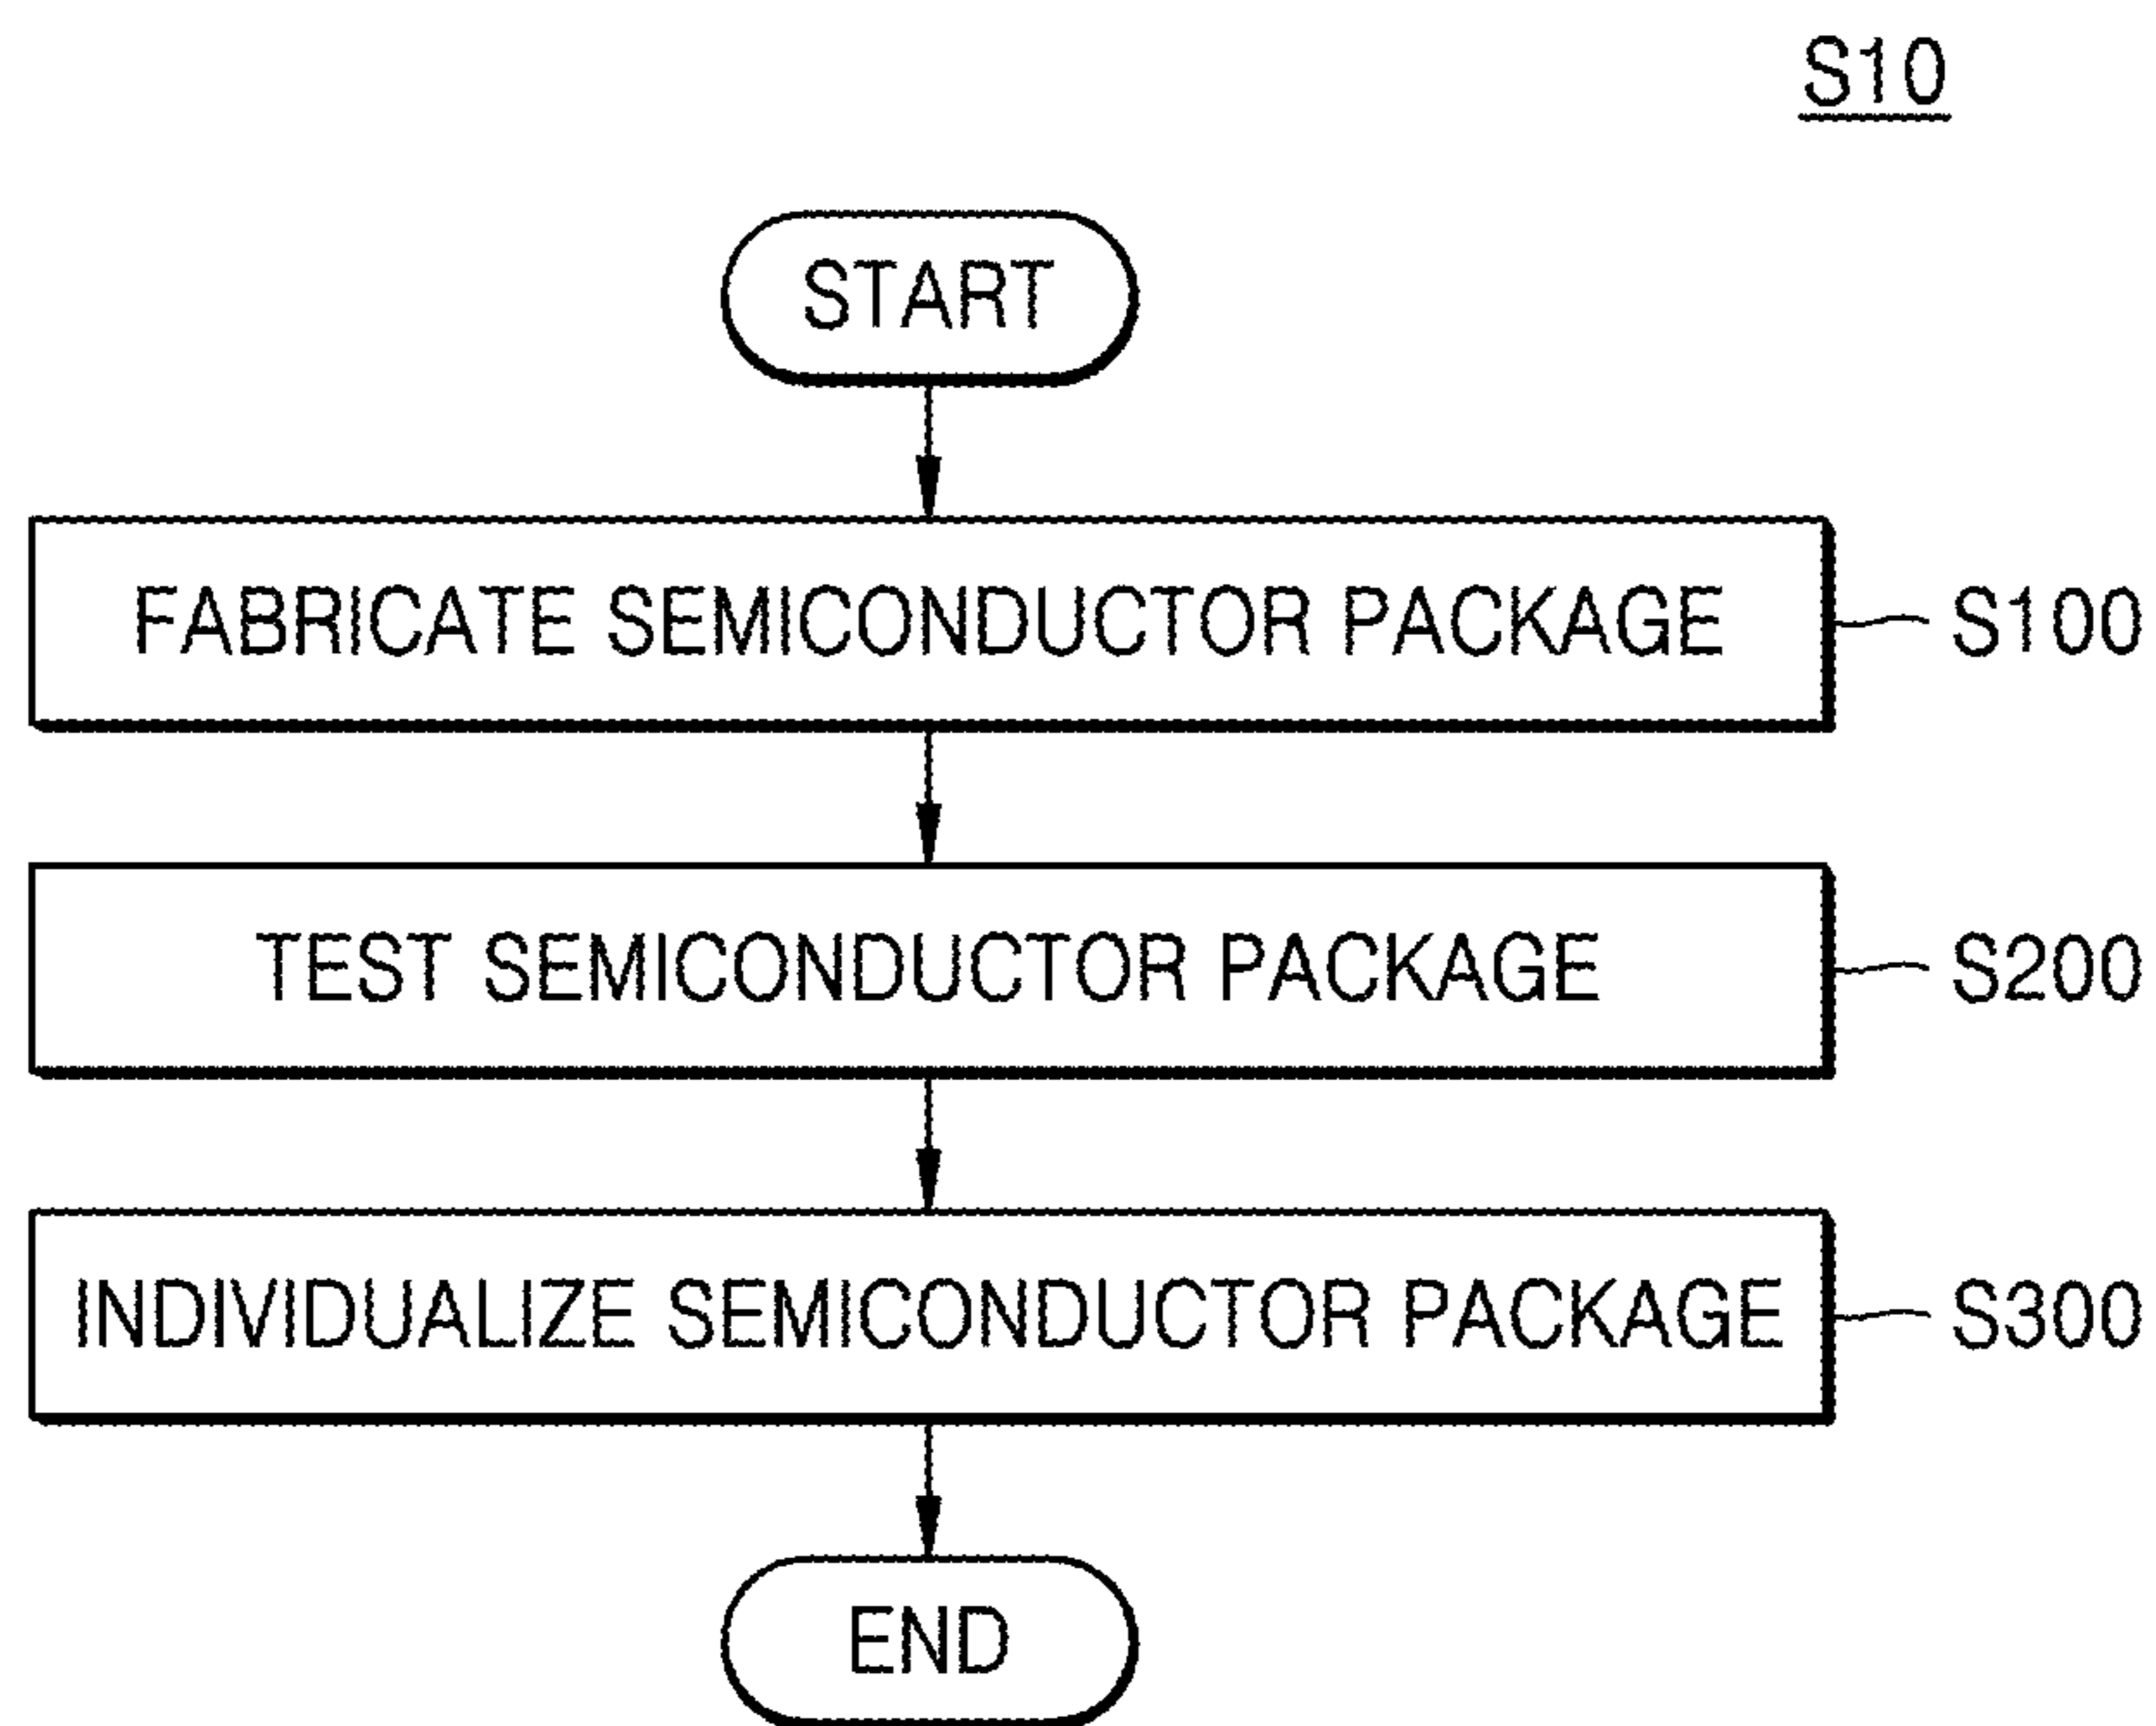 S10
START
FABRICATE SEMICONDUCTOR PACKAGE
S100
TEST SEMICONDUCTOR PACKAGE
S200
INDIVIDUALIZE SEMICONDUCTOR PACKAGE
S300
END